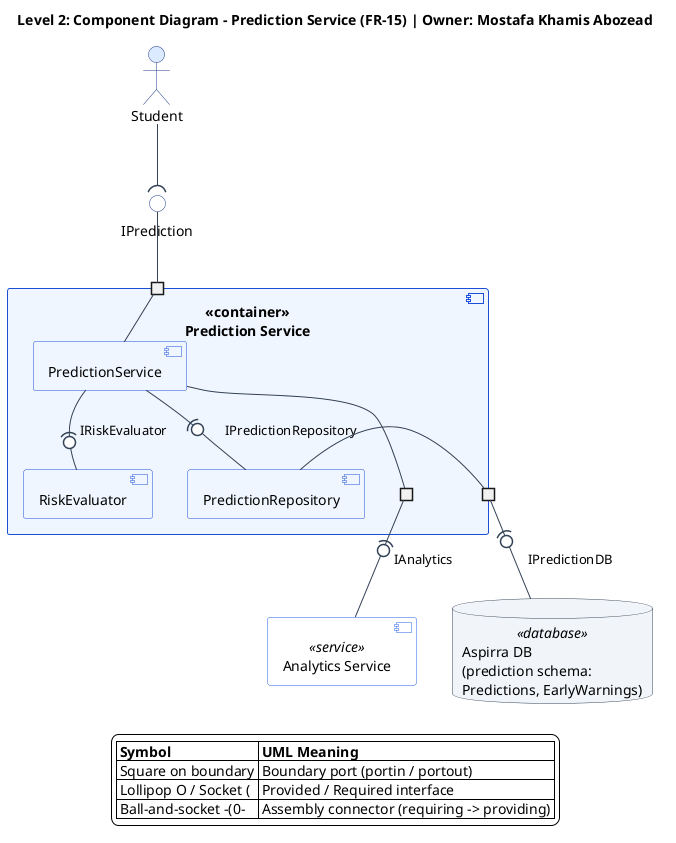 Level 2: Component Diagram - Prediction Service (FR-15) | Owner: Mostafa Khamis Abozead
Student
IPrediction
«container»
Prediction Service
PredictionService
IRiskEvaluator
IPredictionRepository
RiskEvaluator
PredictionRepository
IAnalytics
IPredictionDB
«service»
Analytics Service
«database»
Aspirra DB
(prediction schema:
Predictions, EarlyWarnings)
Symbol UML Meaning
Square on boundary Boundary port (portin / portout)
Lollipop O / Socket ( Provided / Required interface
Ball-and-socket -(0- Assembly connector (requiring -> providing)